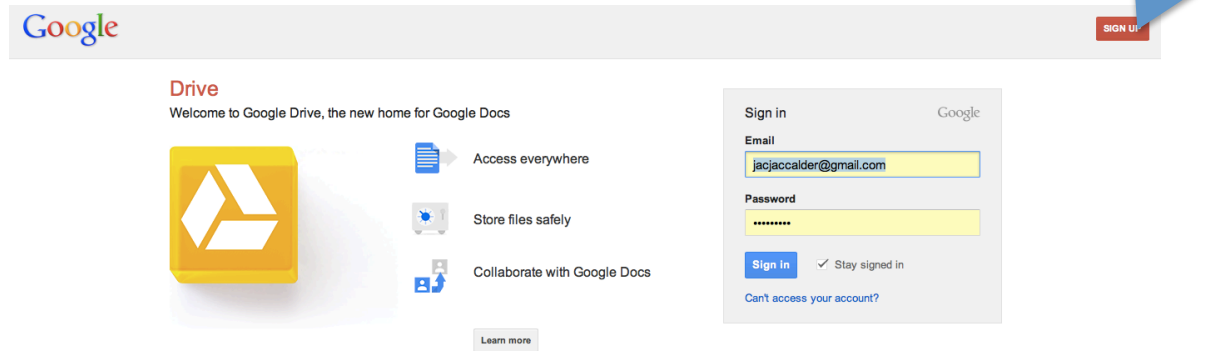 Google
SIGN UP
Drive
Welcome to Google Drive, the new home for Google Docs
Access everywhere
Store files safely
Collaborate with Google Docs
Learn more
Sign in Google
Email
jacjaccalder@gmail.com
Password
•••••••••
Sign in Stay signed in
Can't access your account?